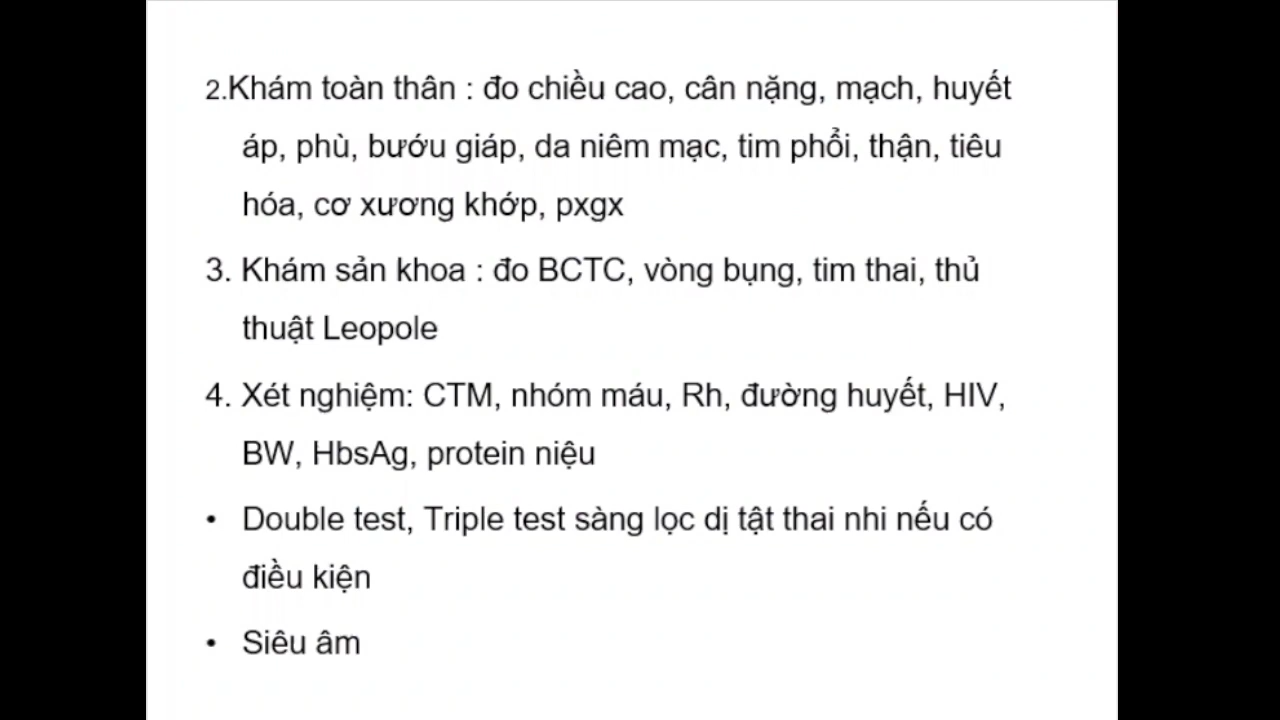 2.Khám toàn thân : đo chiều cao, cân nặng, mạch, huyết
áp, phù, bướu giáp, da niêm mạc, tim phổi, thận, tiêu
hóa, cơ xương khớp, pxgx
3. Khám sản khoa : đo BCTC, vòng bụng, tim thai, thủ
thuật Leopole
4. Xét nghiệm: CTM, nhóm máu, Rh, đường huyết, HIV,
BW, HbsAg, protein niệu
• Double test, Triple test sàng lọc dị tật thai nhi nếu có
điều kiện
• Siêu âm